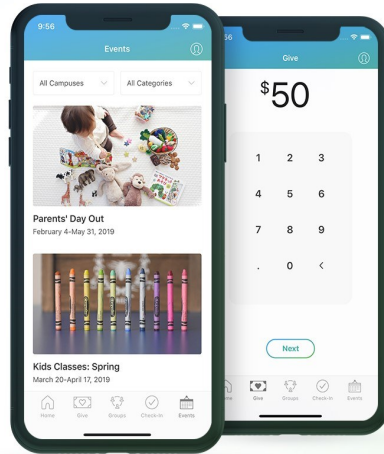 9:56
Events
All Campuses
All Categories
Parents' Day Out
February 4-May 31, 2019
Kids Classes: Spring
March 20-April 17, 2019
Home
Give
Groups
Check-in
Events
56
Give
$50
1 2 3
4 5 6
7 8 9
. 0 <
Next
Home
Give
Groups
Check-in
Events